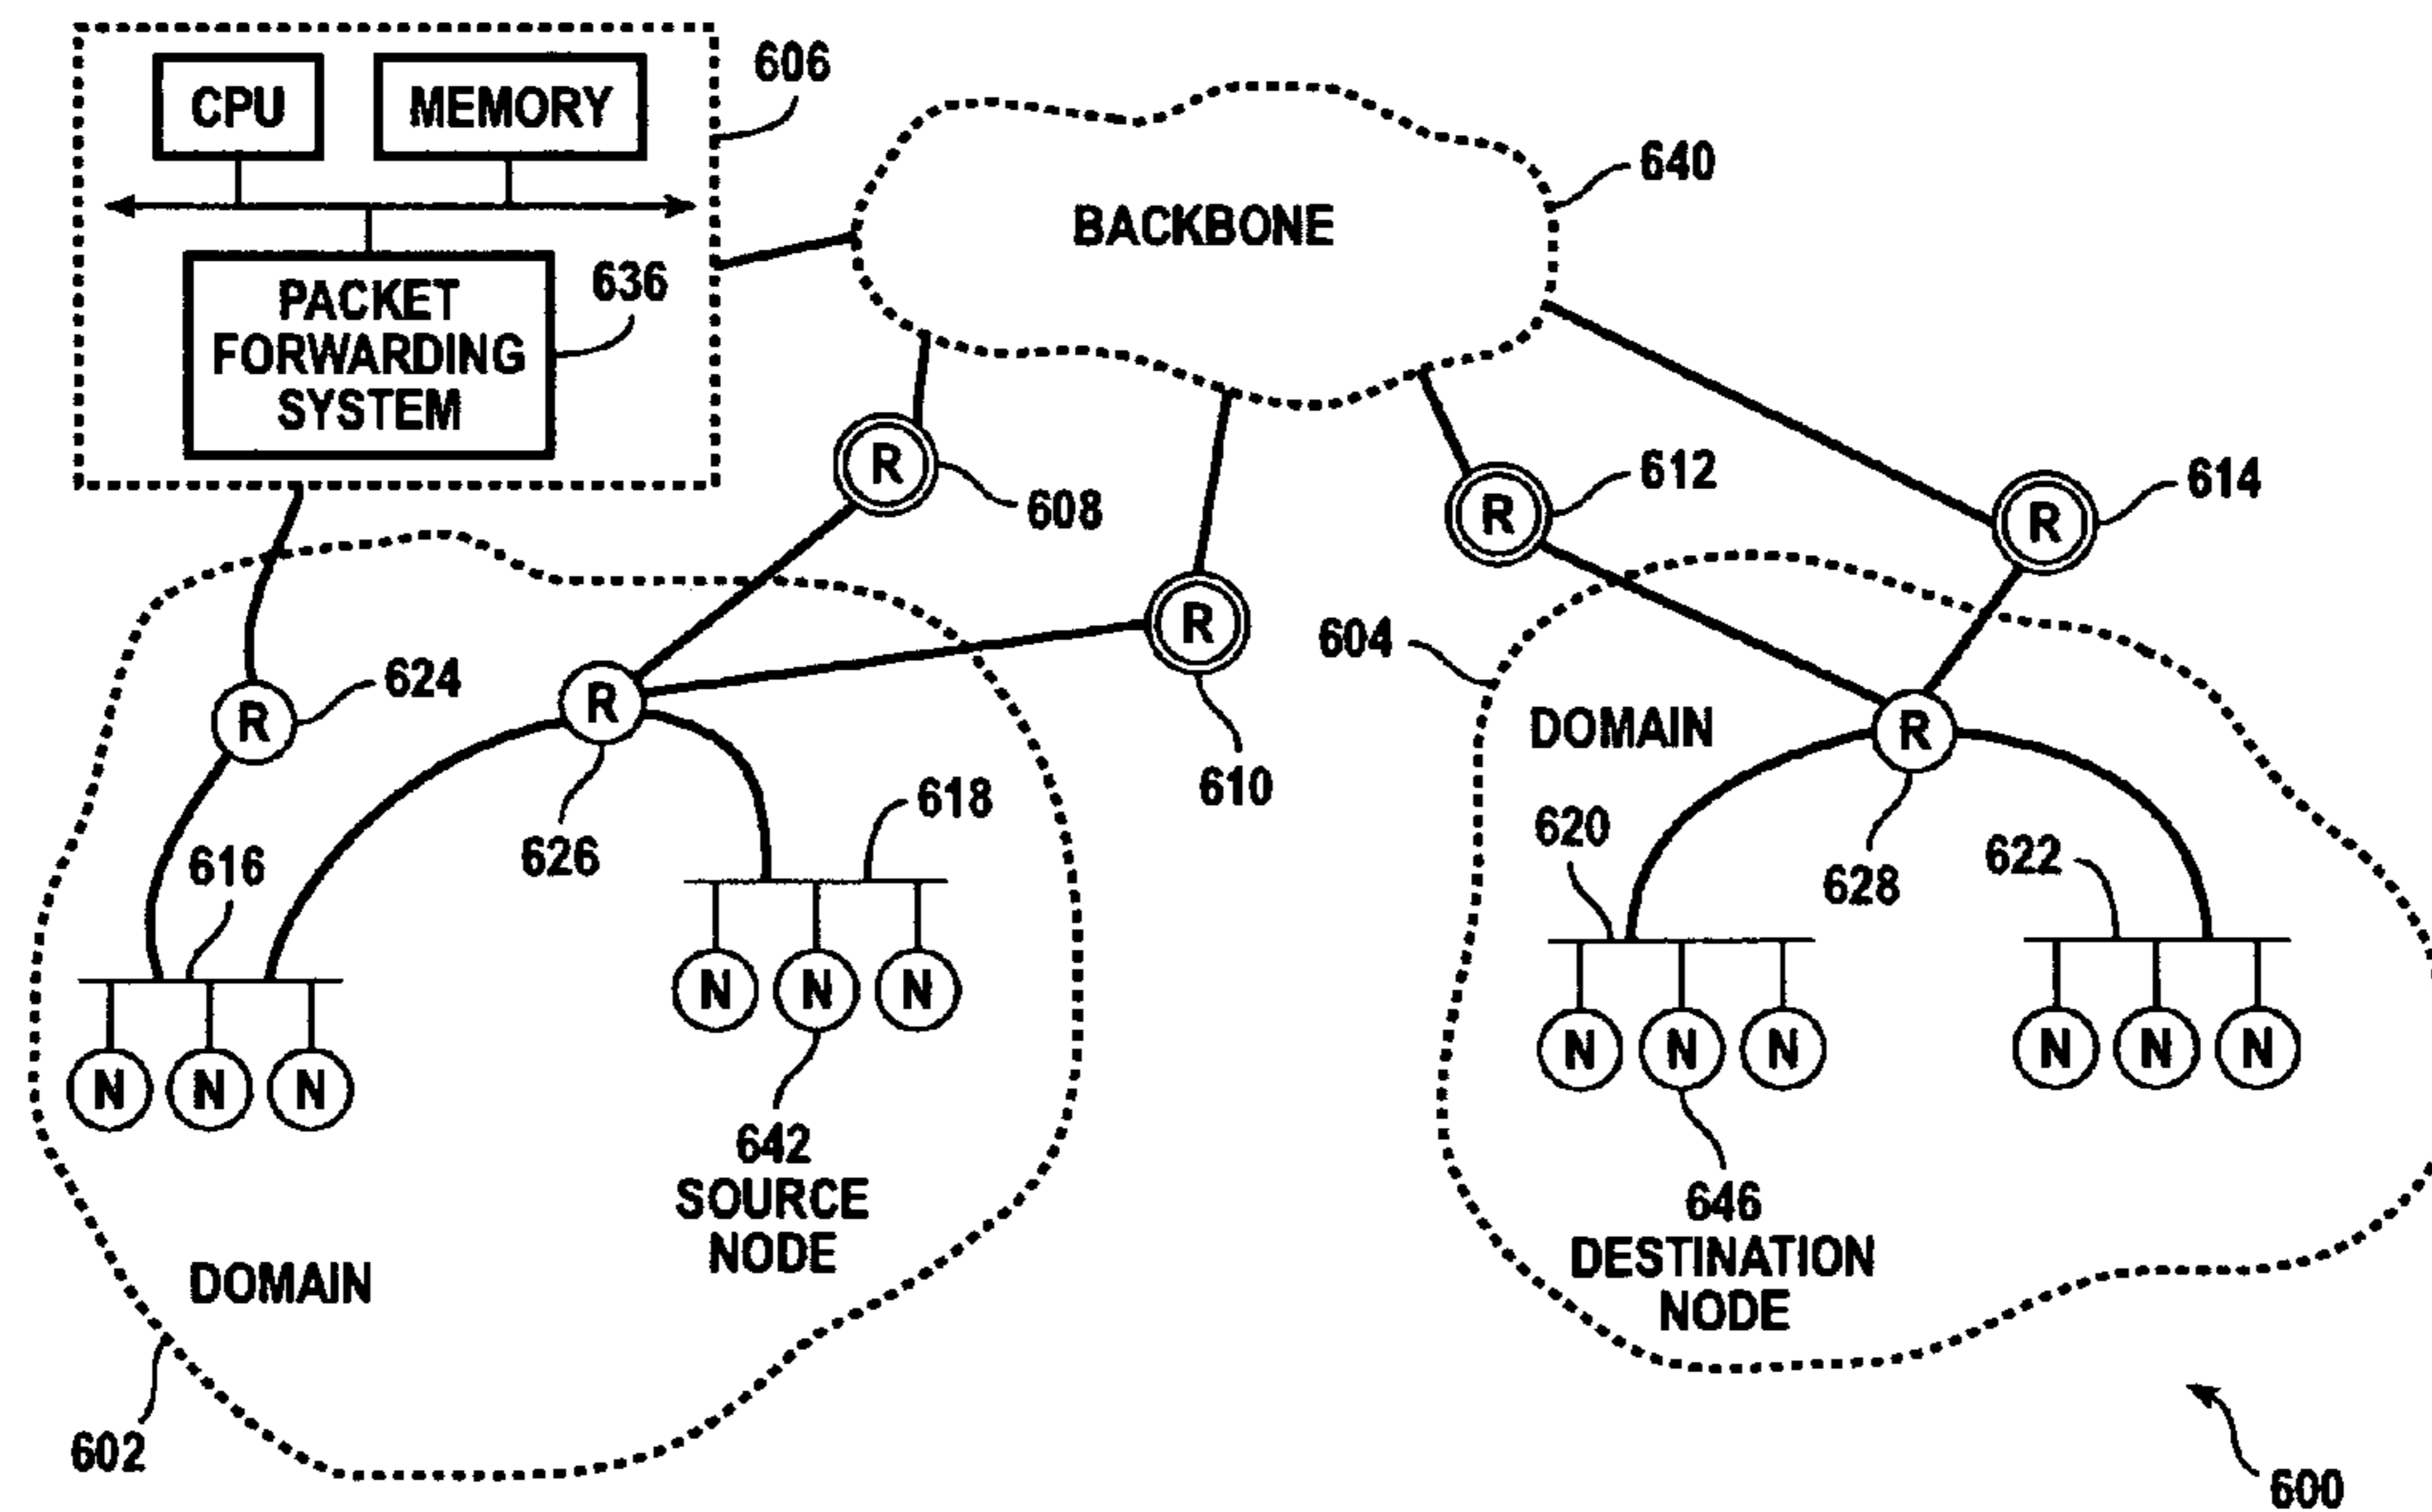 CPU
MEMORY
606
PACKET
FORWARDING
SYSTEM
636
BACKBONE
640
R
608
R
612
R
614
R
610
604
R
624
R
626
DOMAIN
R
628
616
618
620
622
N
N
N
N
N
N
N
N
N
N
N
N
642
SOURCE
NODE
646
DESTINATION
NODE
DOMAIN
602
600